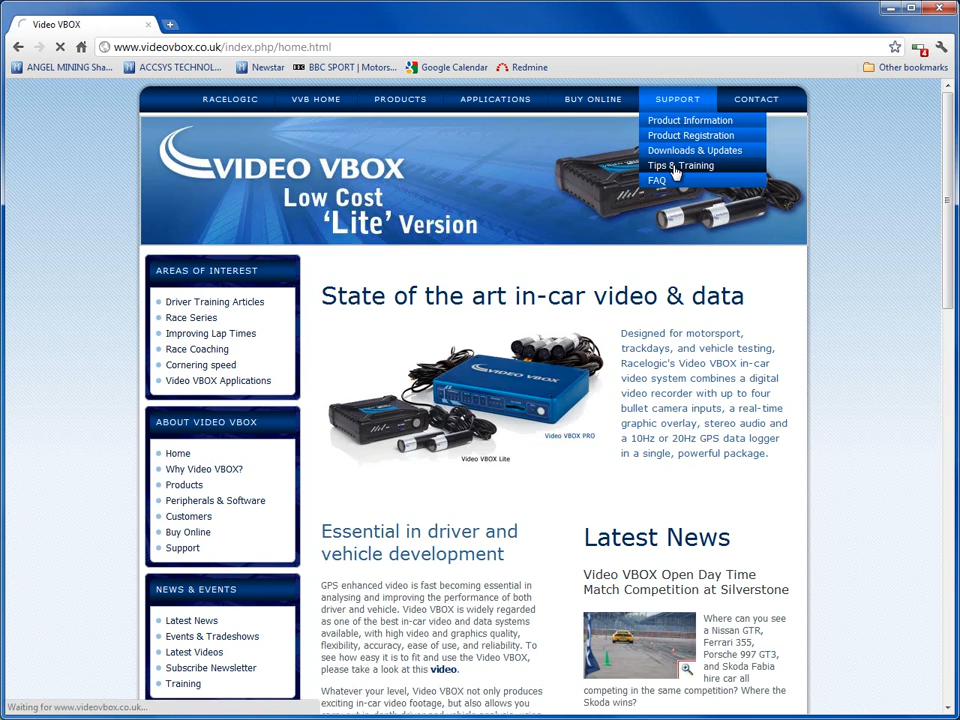 Video VBOX
www.videovbox.co.uk/index.php/home.html
ANGEL MINING Sha...
ACCSYS TECHNOL...
Newstar
BBC SPORT | Motors...
Google Calendar
Redmine
Other bookmarks
RACELOGIC
VVB HOME
PRODUCTS
APPLICATIONS
BUY ONLINE
SUPPORT
CONTACT
Product Information
Product Registration
Downloads & Updates
Tips & Training
FAQ
VIDEO VBOX
Low Cost
'Lite' Version
AREAS OF INTEREST
Driver Training Articles
Race Series
Improving Lap Times
Race Coaching
Cornering speed
Video VBOX Applications
ABOUT VIDEO VBOX
Home
Why Video VBOX?
Products
Peripherals & Software
Customers
Buy Online
Support
NEWS & EVENTS
Latest News
Events & Tradeshows
Latest Videos
Subscribe Newsletter
Training
State of the art in-car video & data
VIDEO VBOX
Video VBOX PRO
Video VBOX Lite
Designed for motorsport,
trackdays, and vehicle testing,
Racelogic's Video VBOX in-car
video system combines a digital
video recorder with up to four
bullet camera inputs, a real-time
graphic overlay, stereo audio and
a 10Hz or 20Hz GPS data logger
in a single, powerful package.
Essential in driver and
vehicle development
GPS enhanced video is fast becoming essential in
analysing and improving the performance of both
driver and vehicle. Video VBOX is widely regarded
as one of the best in-car video and data systems
available, with high video and graphics quality,
flexibility, accuracy, ease of use, and reliability. To
see how easy it is to fit and use the Video VBOX,
please take a look at this video.
Whatever your level, Video VBOX not only produces
exciting in-car video footage, but also allows you
Latest News
Video VBOX Open Day Time
Match Competition at Silverstone
Where can you see
a Nissan GTR,
Ferrari 355,
Porsche 997 GT3,
and Skoda Fabia
hire car all
competing in the same competition? Where the
Skoda wins?
Waiting for www.videovbox.co.uk...